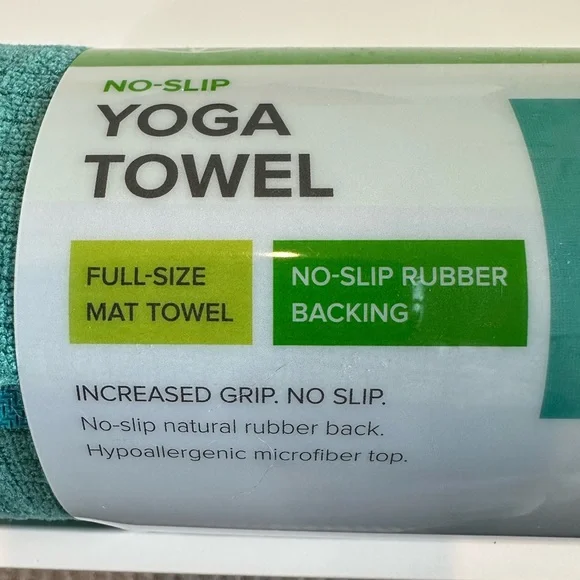 NO-SLIP
YOGA
TOWEL
FULL-SIZE
MAT TOWEL
NO-SLIP RUBBER
BACKING
INCREASED GRIP. NO SLIP.
No-slip natural rubber back.
Hypoallergenic microfiber top.